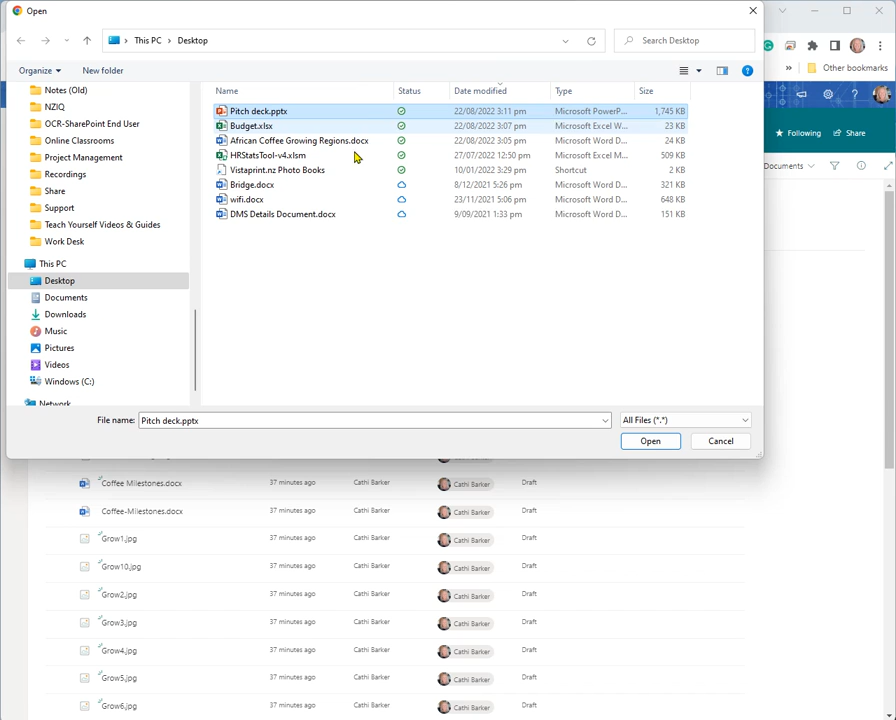 Open
This PC > Desktop
Search Desktop
Organize
New folder
Notes (Old)
NZIQ
OCR-SharePoint End User
Online Classrooms
Project Management
Recordings
Share
Support
Teach Yourself Videos & Guides
Work Desk
This PC
Desktop
Documents
Downloads
Music
Pictures
Videos
Windows (C:)
Network
Name Status Date modified Type Size
Pitch deck.pptx 22/08/2022 3:11 pm Microsoft PowerP... 1,745 KB
Budget.xlsx 22/08/2022 3:07 pm Microsoft Excel W... 23 KB
African Coffee Growing Regions.docx 22/08/2022 3:05 pm Microsoft Word D... 24 KB
HRStatsTool-v4.xlsm 27/07/2022 12:50 pm Microsoft Excel M... 509 KB
Vistaprint.nz Photo Books 10/01/2022 3:29 pm Shortcut 2 KB
Bridge.docx 8/12/2021 5:26 pm Microsoft Word D... 321 KB
wifi.docx 23/11/2021 5:06 pm Microsoft Word D... 648 KB
DMS Details Document.docx 9/09/2021 1:33 pm Microsoft Word D... 151 KB
File name: Pitch deck.pptx All Files (*.*)
Open Cancel
» Other bookmarks
?
Following Share
Documents
Coffee Milestones.docx 37 minutes ago Cathi Barker Cathi Barker Draft
Coffee-Milestones.docx 37 minutes ago Cathi Barker Cathi Barker Draft
Grow1.jpg 37 minutes ago Cathi Barker Cathi Barker Draft
Grow10.jpg 37 minutes ago Cathi Barker Cathi Barker Draft
Grow2.jpg 37 minutes ago Cathi Barker Cathi Barker Draft
Grow3.jpg 37 minutes ago Cathi Barker Cathi Barker Draft
Grow4.jpg 37 minutes ago Cathi Barker Cathi Barker Draft
Grow5.jpg 37 minutes ago Cathi Barker Cathi Barker Draft
Grow6.jpg 37 minutes ago Cathi Barker Cathi Barker Draft